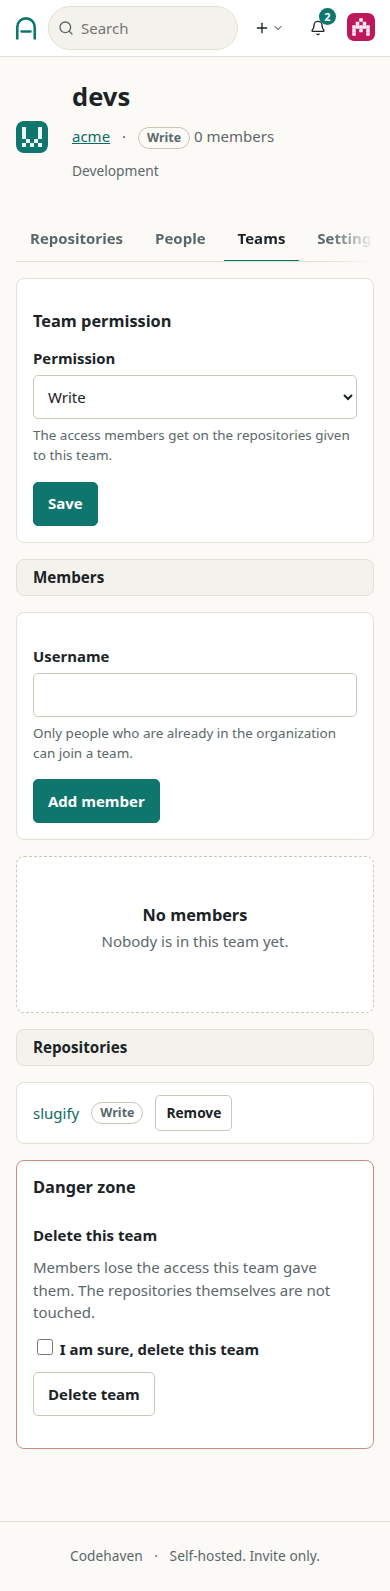 Search
2
devs
acme · Write 0 members
Development
Repositories People Teams Setting
Team permission
Permission
Write
The access members get on the repositories given
to this team.
Save
Members
Username
Only people who are already in the organization
can join a team.
Add member
No members
Nobody is in this team yet.
Repositories
slugify Write Remove
Danger zone
Delete this team
Members lose the access this team gave
them. The repositories themselves are not
touched.
I am sure, delete this team
Delete team
Codehaven · Self-hosted. Invite only.